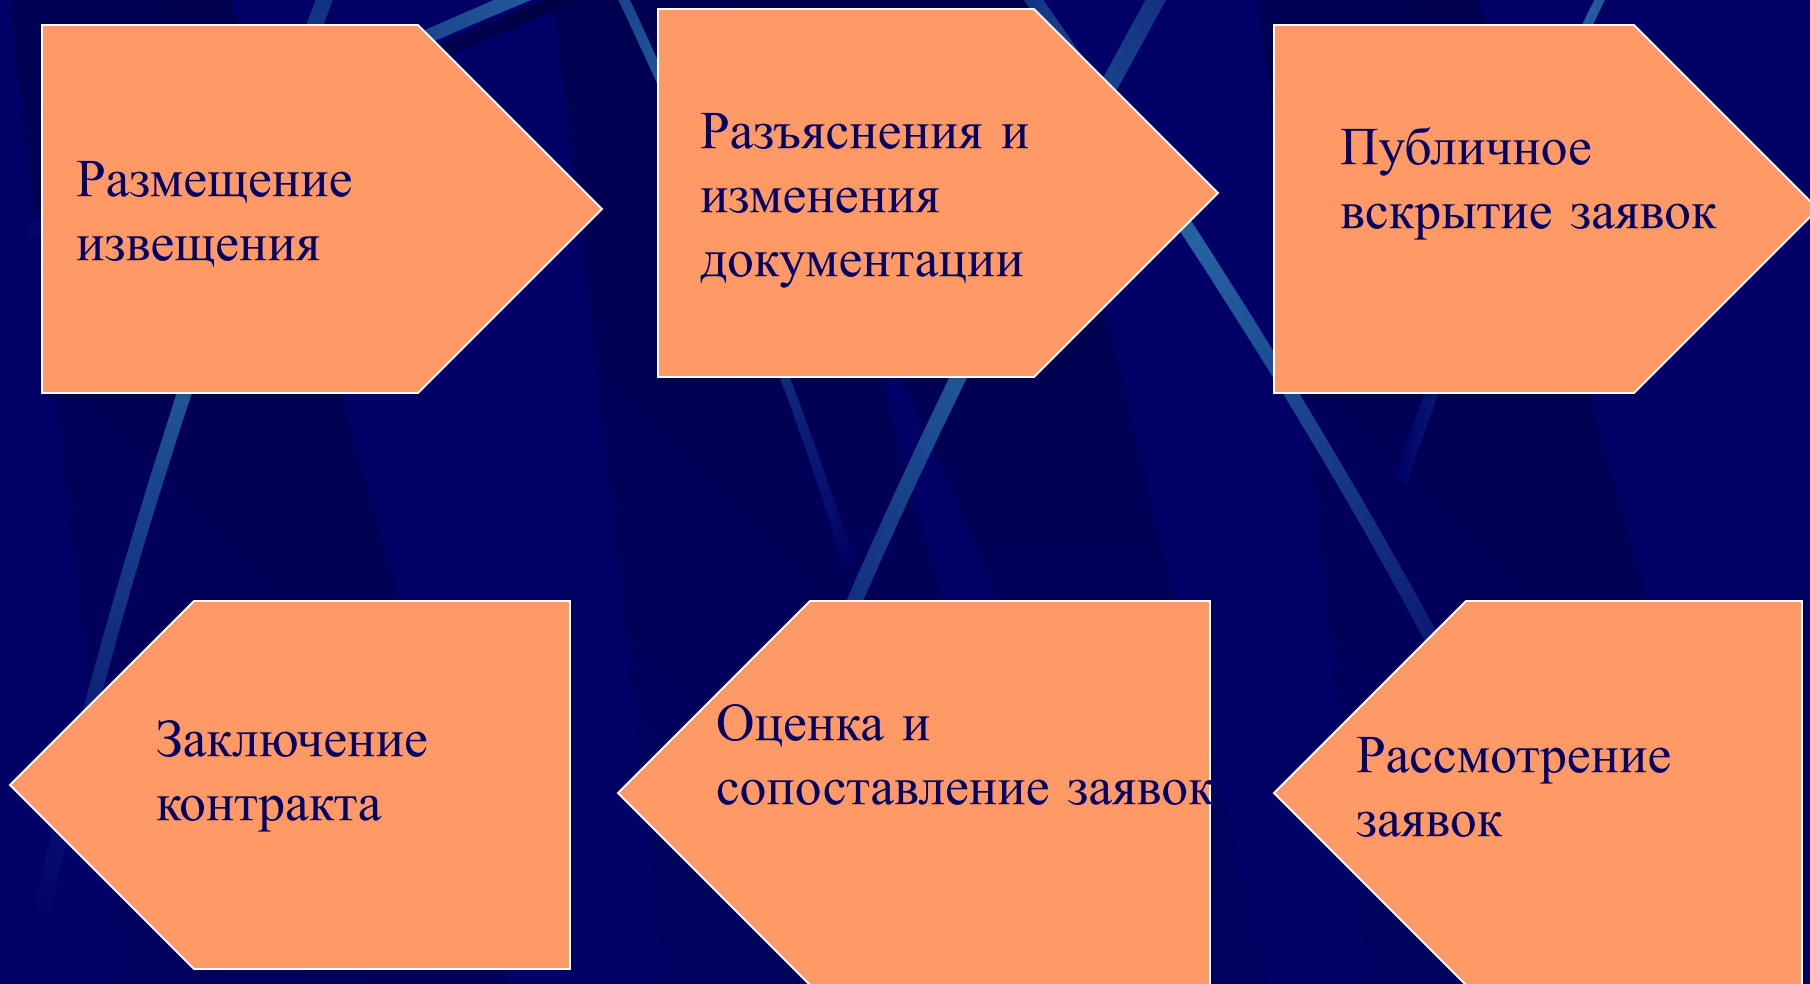 Размещение
извещения
Разъяснения и
изменения
документации
Публичное
вскрытие заявок
Заключение
контракта
Оценка и
сопоставление заявок
Рассмотрение
заявок